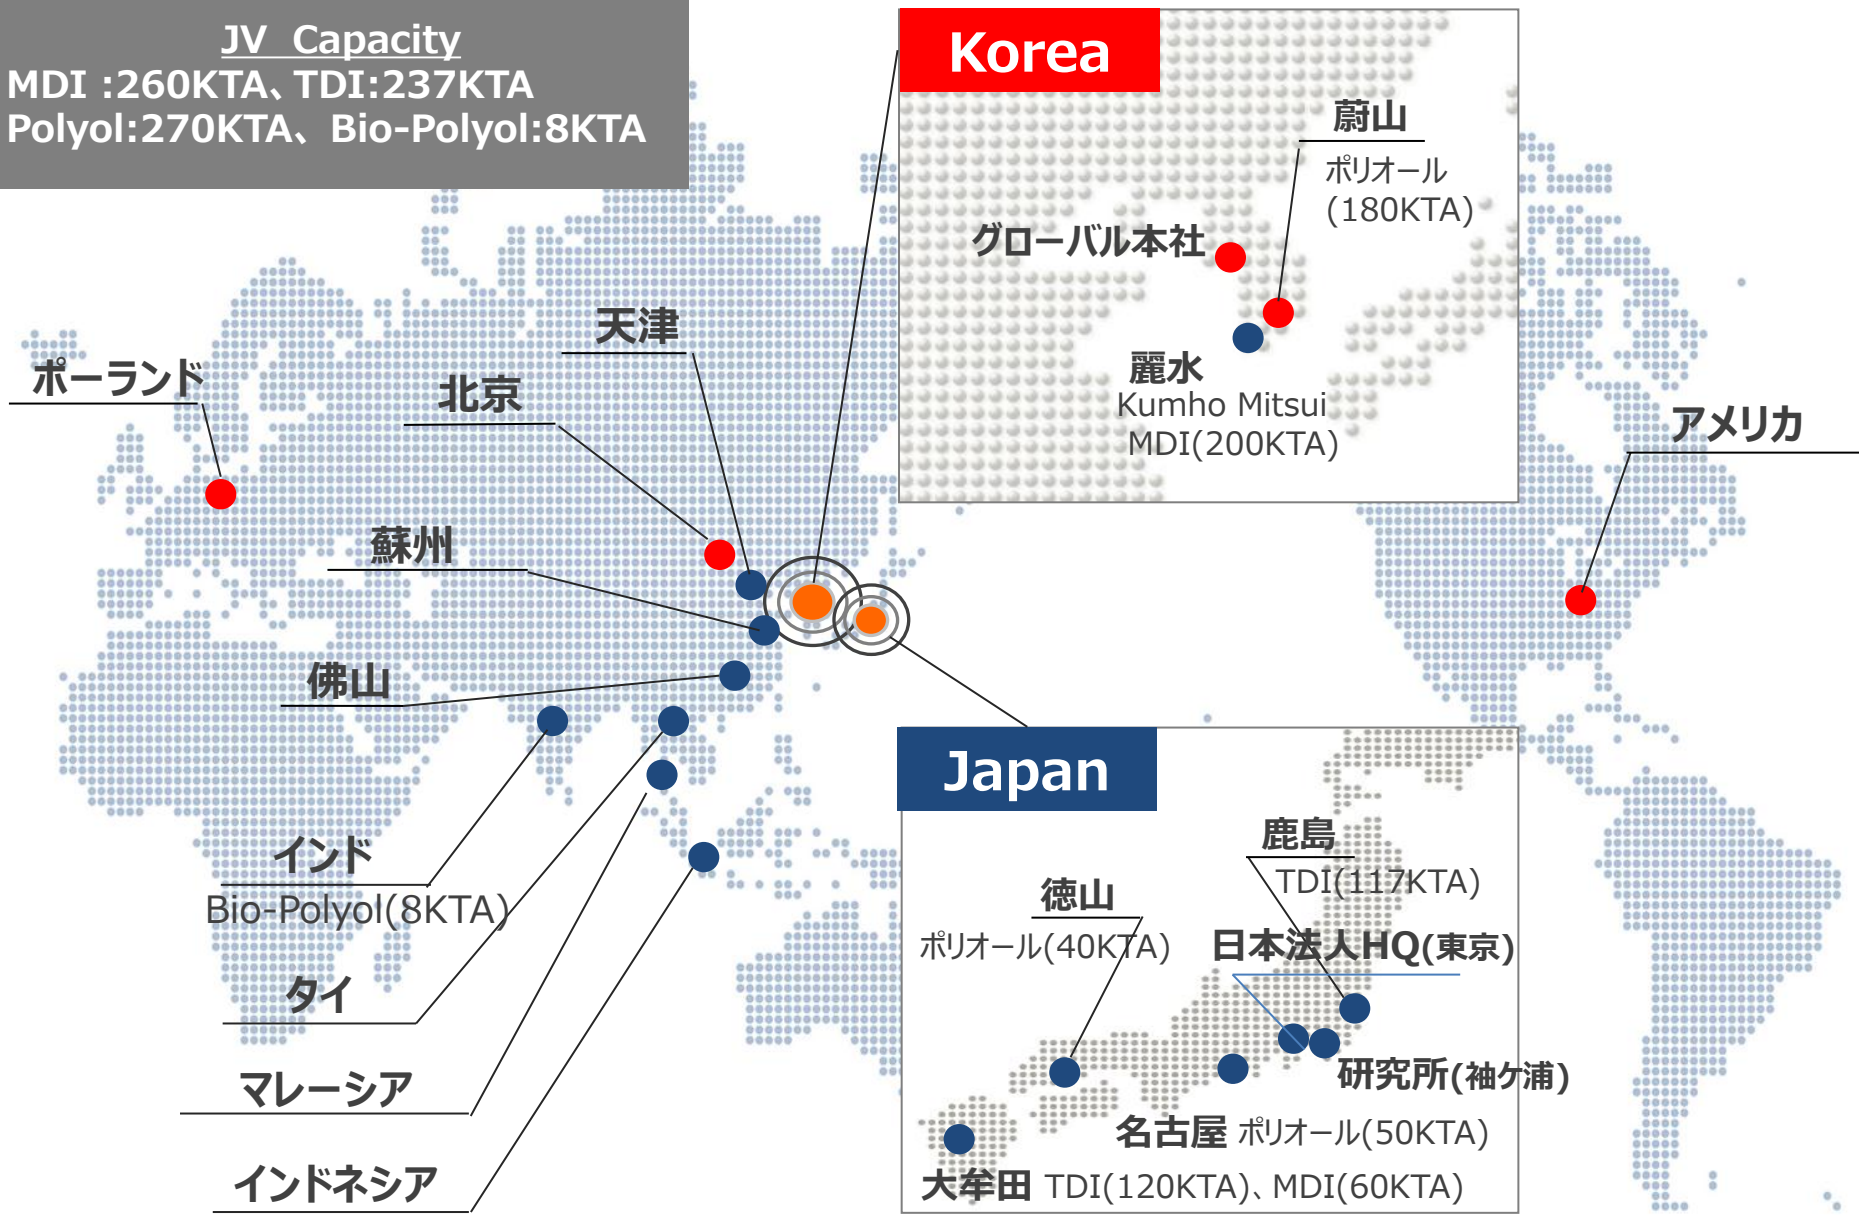 JV Capacity
MDI :260KTA、TDI:237KTA
Polyol:270KTA、Bio-Polyol:8KTA
Korea
蔚山
ポリオール
(180KTA)
グローバル本社
麗水
Kumho Mitsui
MDI(200KTA)
天津
ポーランド
北京
アメリカ
蘇州
佛山
インド
Bio-Polyol(8KTA)
タイ
マレーシア
インドネシア
Japan
鹿島
TDI(117KTA)
徳山
ポリオール(40KTA)
日本法人HQ(東京)
研究所(袖ケ浦)
名古屋 ポリオール(50KTA)
大牟田 TDI(120KTA)、MDI(60KTA)